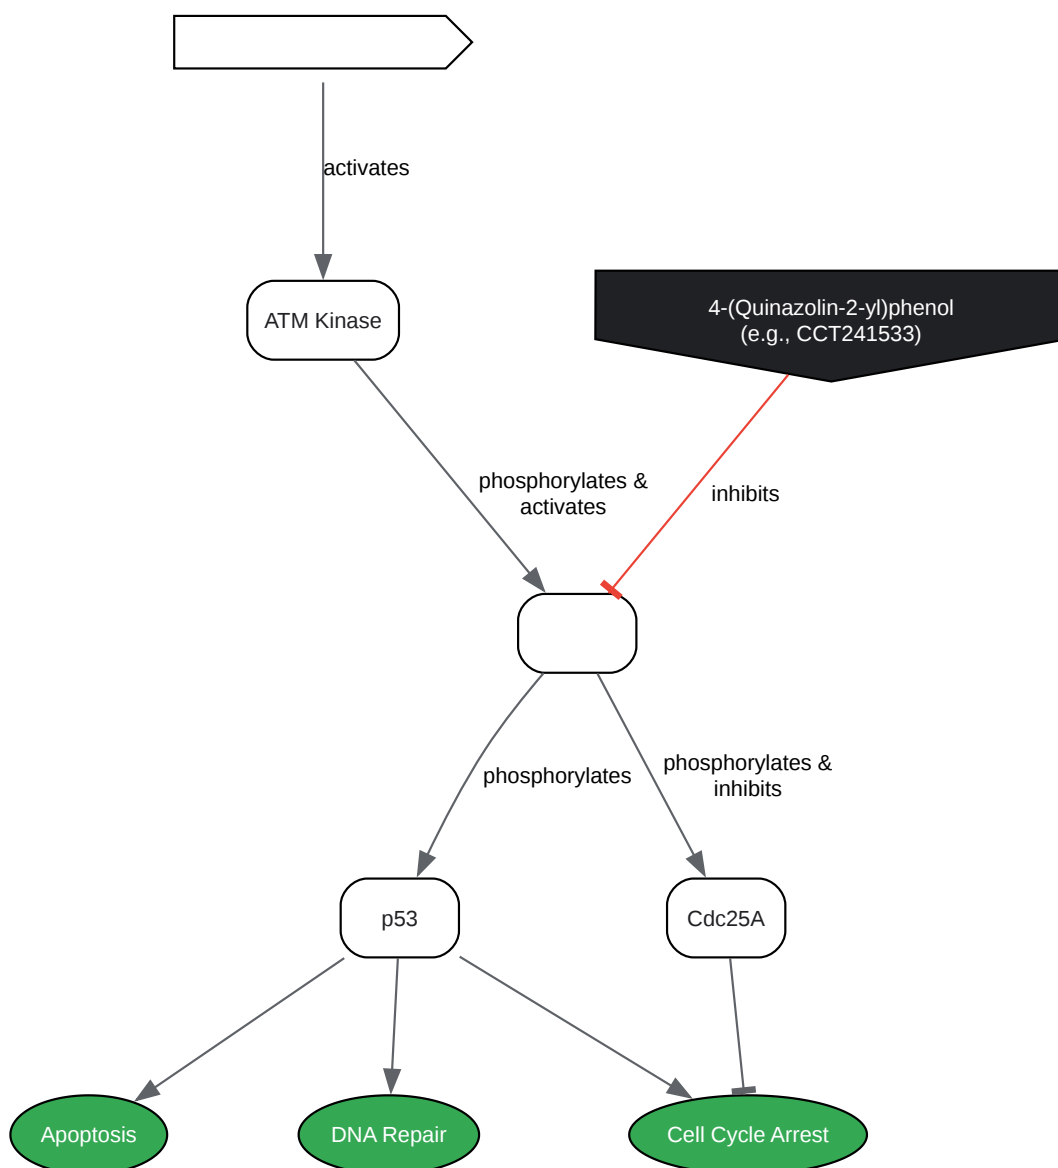 activates
ATM Kinase
4-(Quinazolin-2-yl)phenol
(e.g., CCT241533)
phosphorylates &
activates
inhibits
phosphorylates
phosphorylates &
inhibits
p53
Cdc25A
Apoptosis
DNA Repair
Cell Cycle Arrest